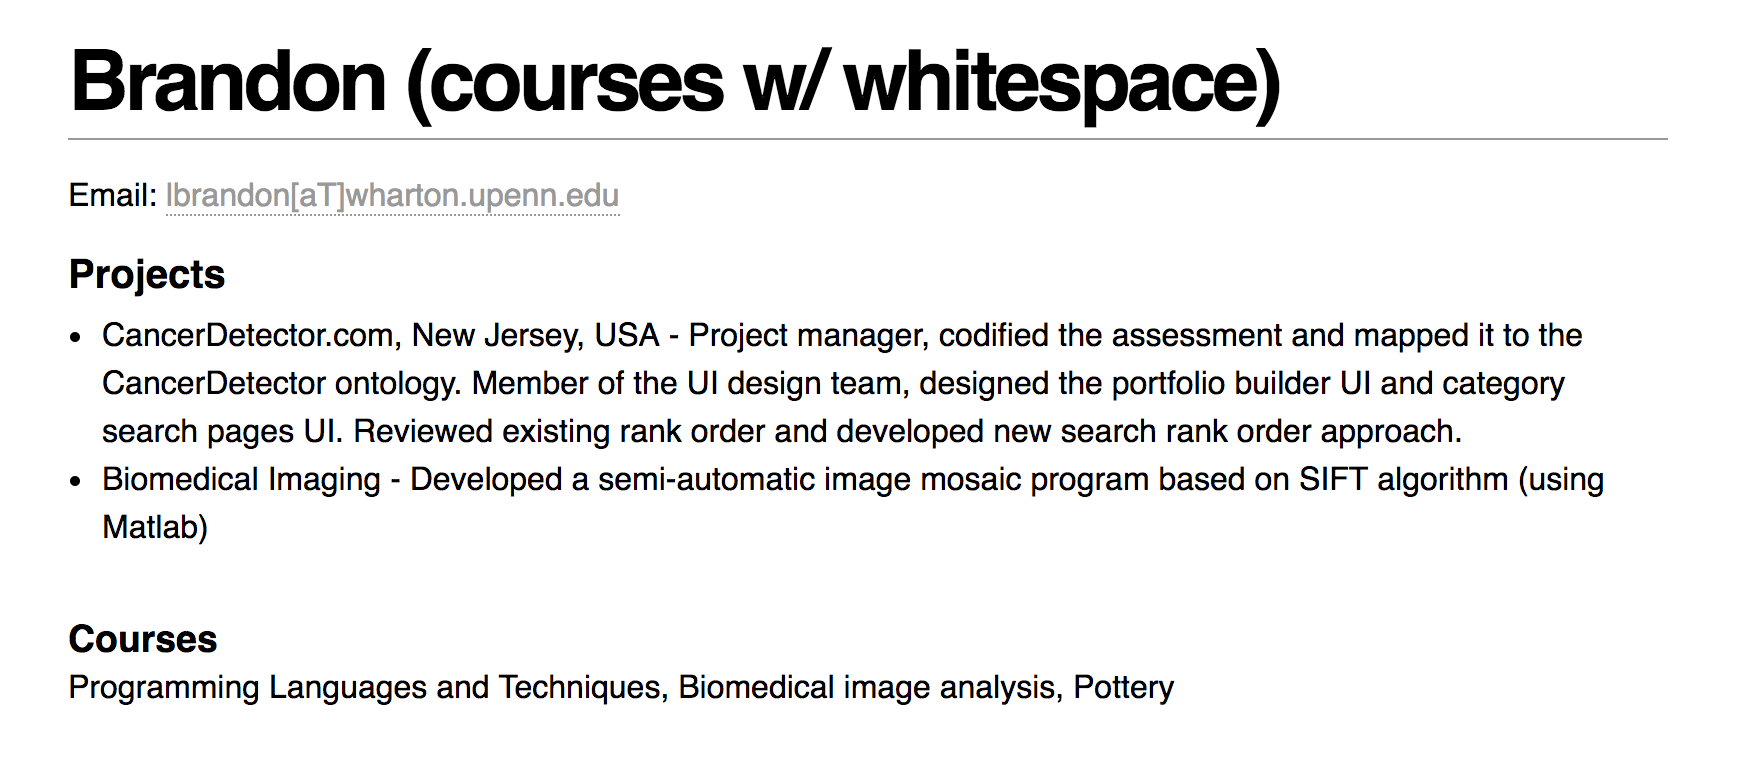 Brandon (courses w/ whitespace)
Email: lbrandon[aT]wharton.upenn.edu
Projects
• CancerDetector.com, New Jersey, USA - Project manager, codified the assessment and mapped it to the
CancerDetector ontology. Member of the UI design team, designed the portfolio builder UI and category
search pages UI. Reviewed existing rank order and developed new search rank order approach.
• Biomedical Imaging - Developed a semi-automatic image mosaic program based on SIFT algorithm (using
Matlab)
Courses
Programming Languages and Techniques, Biomedical image analysis, Pottery